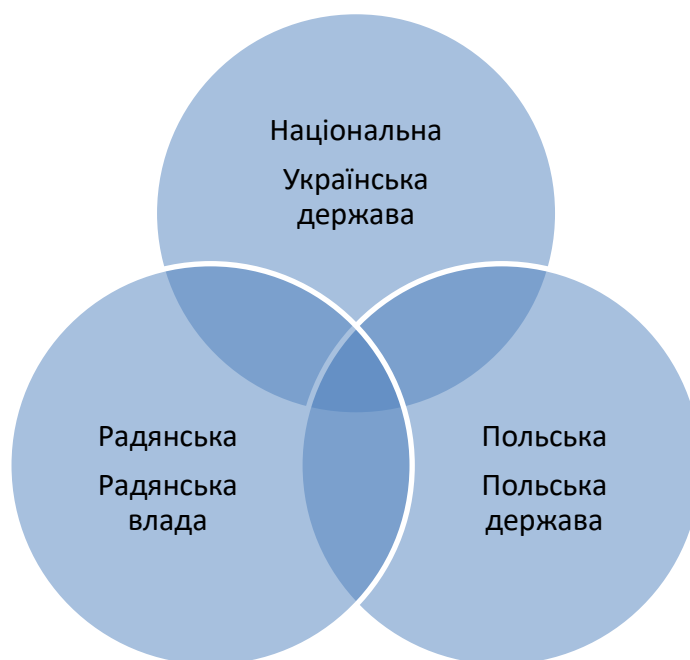 Національна
Українська
держава
Радянська
Радянська
влада
Польська
Польська
держава